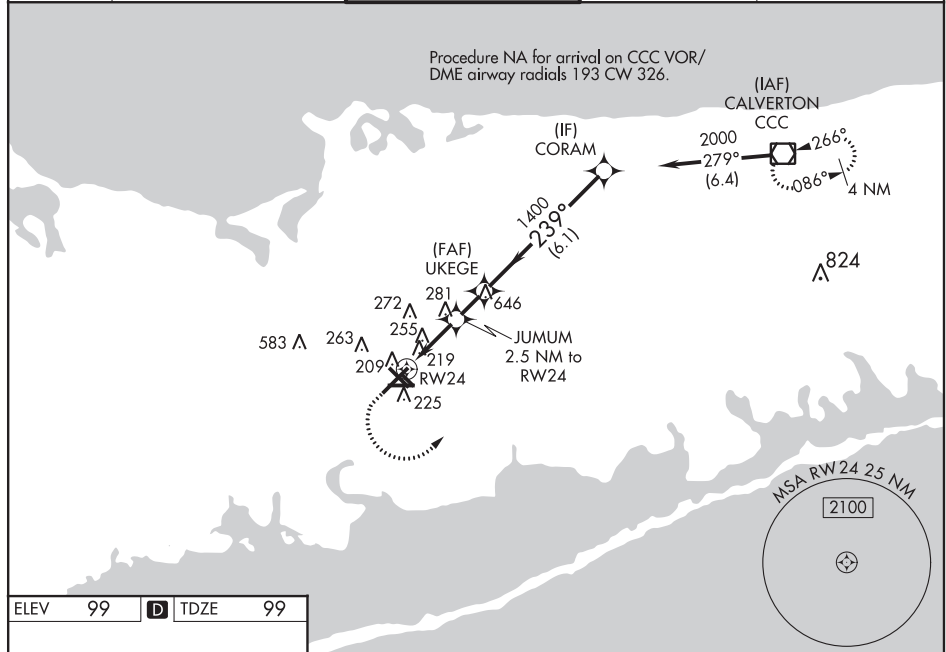 Procedure NA for arrival on CCC VOR/
DME airway radials 193 CW 326.
(IAF)
CALVERTON
CCC
(IF)
CORAM
2000
279°
(6.4)
266°
086°
4 NM
1400
239°
(6.1)
(FAF)
UKEGE
824
272
281
646
583
263
255
JUMUM
2.5 NM to
RW24
209
219
RW24
225
MSA RW24 25 NM
2100
ELEV 99 D TDZE 99